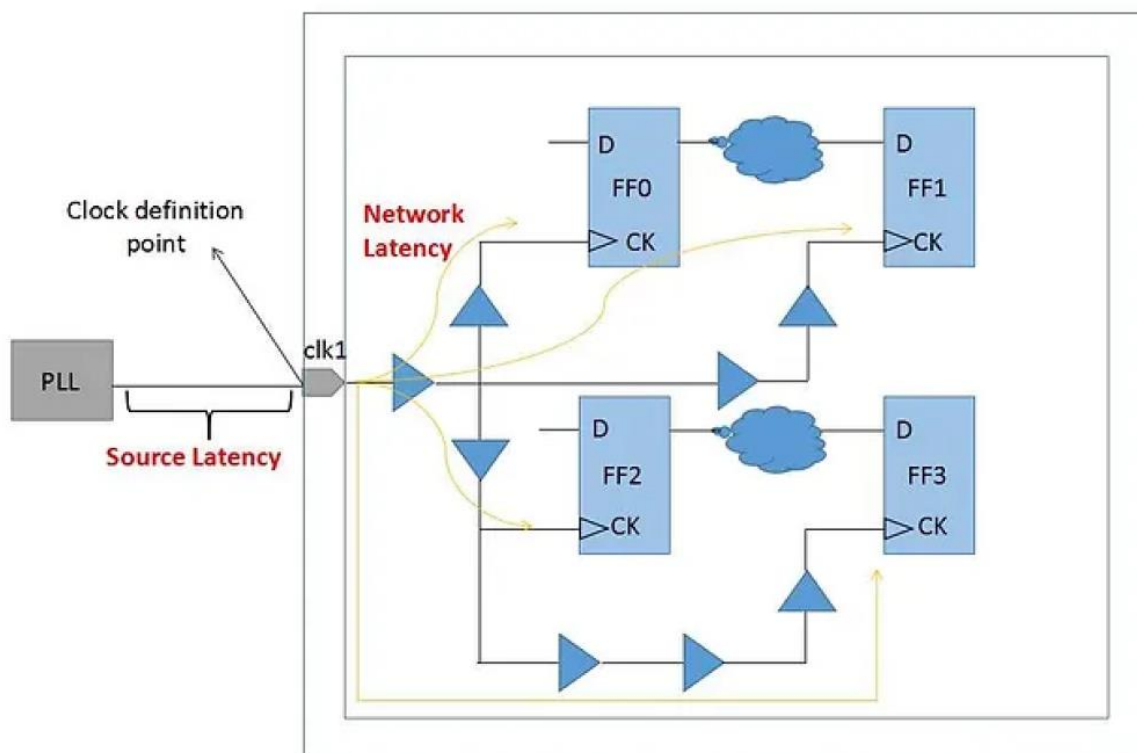 D
FF0
CK
D
FF1
CK
Network
Latency
Clock definition
point
clk1
PLL
Source Latency
D
FF2
CK
D
FF3
CK